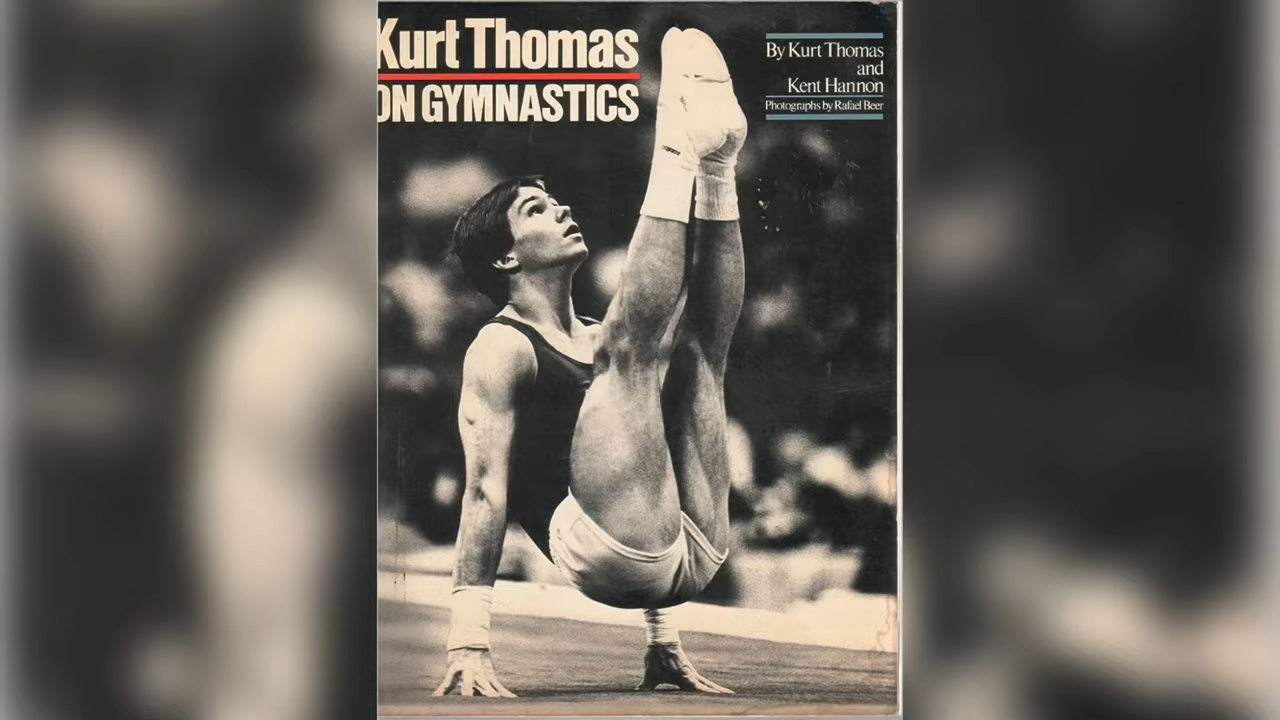 Kurt Thomas
ON GYMNASTICS
By Kurt Thomas
and
Kent Hannon
Photographs by Rafael Beer